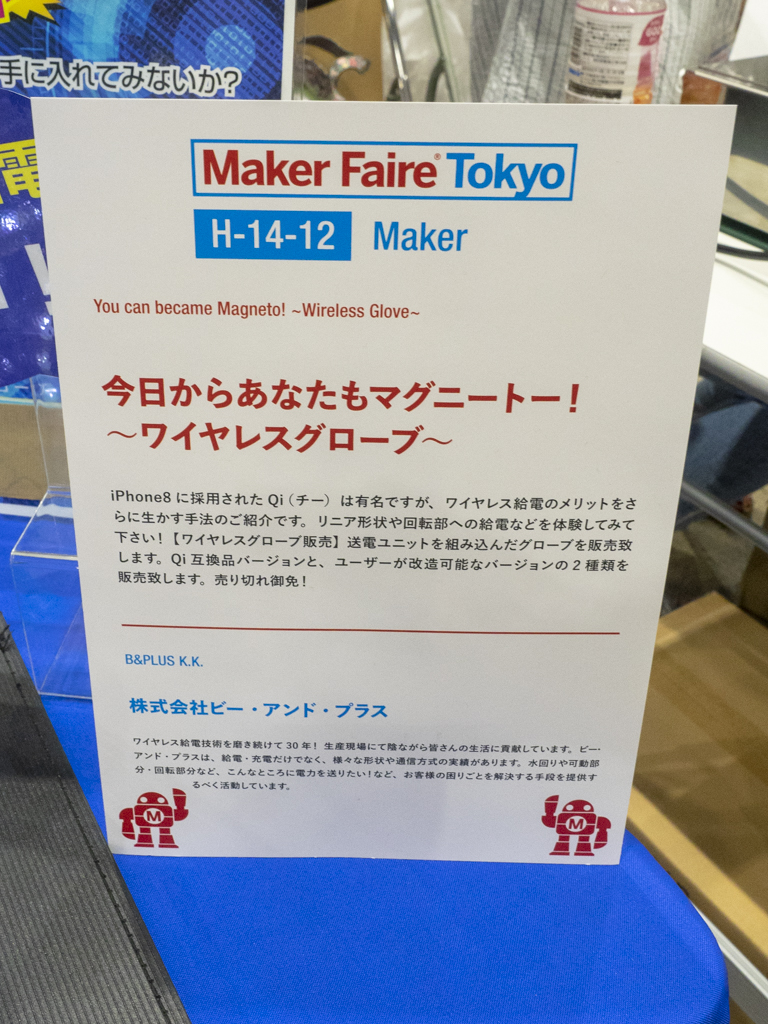 手に入れてみないか?
電
!
Maker Faire® Tokyo
H-14-12 Maker
You can became Magneto! ~Wireless Glove~
今日からあなたもマグニートー!
～ワイヤレスグローブ～
iPhone8 に採用された Qi（チー）は有名ですが、ワイヤレス給電のメリットをさ
らに生かす手法のご紹介です。リニア形状や回転部への給電などを体験してみて
下さい!【ワイヤレスグローブ販売】送電ユニットを組み込んだグローブを販売致
します。Qi 互換品バージョンと、ユーザーが改造可能なバージョンの 2 種類を
販売致します。売り切れ御免!
B&PLUS K.K.
株式会社ビー・アンド・プラス
ワイヤレス給電技術を磨き続けて 30 年! 生産現場にて陰ながら皆さんの生活に貢献しています。ビー・
アンド・プラスは、給電・充電だけでなく、様々な形状や通信方式の実績があります。水回りや可動部
分・回転部分など、こんなところに電力を送りたい! など、お客様の困りごとを解決する手段を提供す
るべく活動しています。
M
M